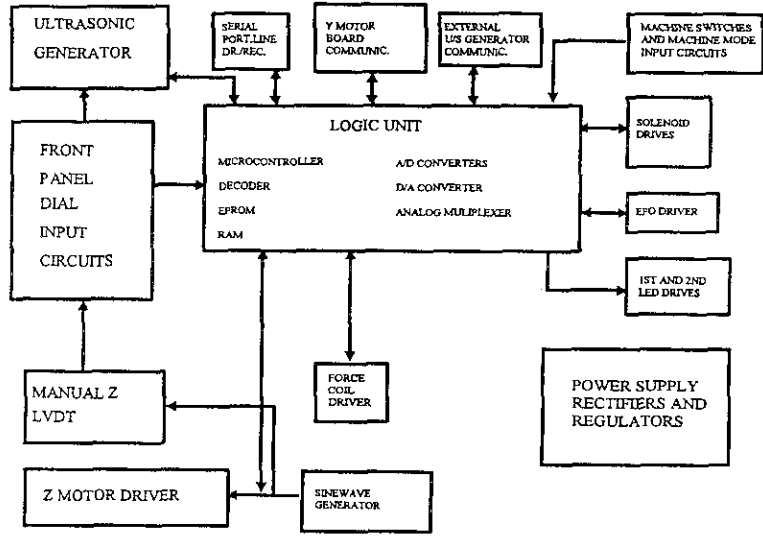 ULTRASONIC
GENERATOR
SERIAL
PORT,LINE
DR/REC.
Y MOTOR
BOARD
COMMUNIC.
EXTERNAL
U/S GENERATOR
COMMUNIC.
MACHINE SWITCHES
AND MACHINE MODE
INPUT CIRCUITS
FRONT
PANEL
DIAL
INPUT
CIRCUITS
LOGIC UNIT
MICROCONTROLLER
DECODER
EPROM
RAM
A/D CONVERTERS
D/A CONVERTER
ANALOG MULIPLEXER
SOLENOID
DRIVES
EFO DRIVER
1ST AND 2ND
LED DRIVES
MANUAL Z
LVDT
FORCE
COIL
DRIVER
POWER SUPPLY
RECTIFIERS AND
REGULATORS
Z MOTOR DRIVER
SINEWAVE
GENERATOR